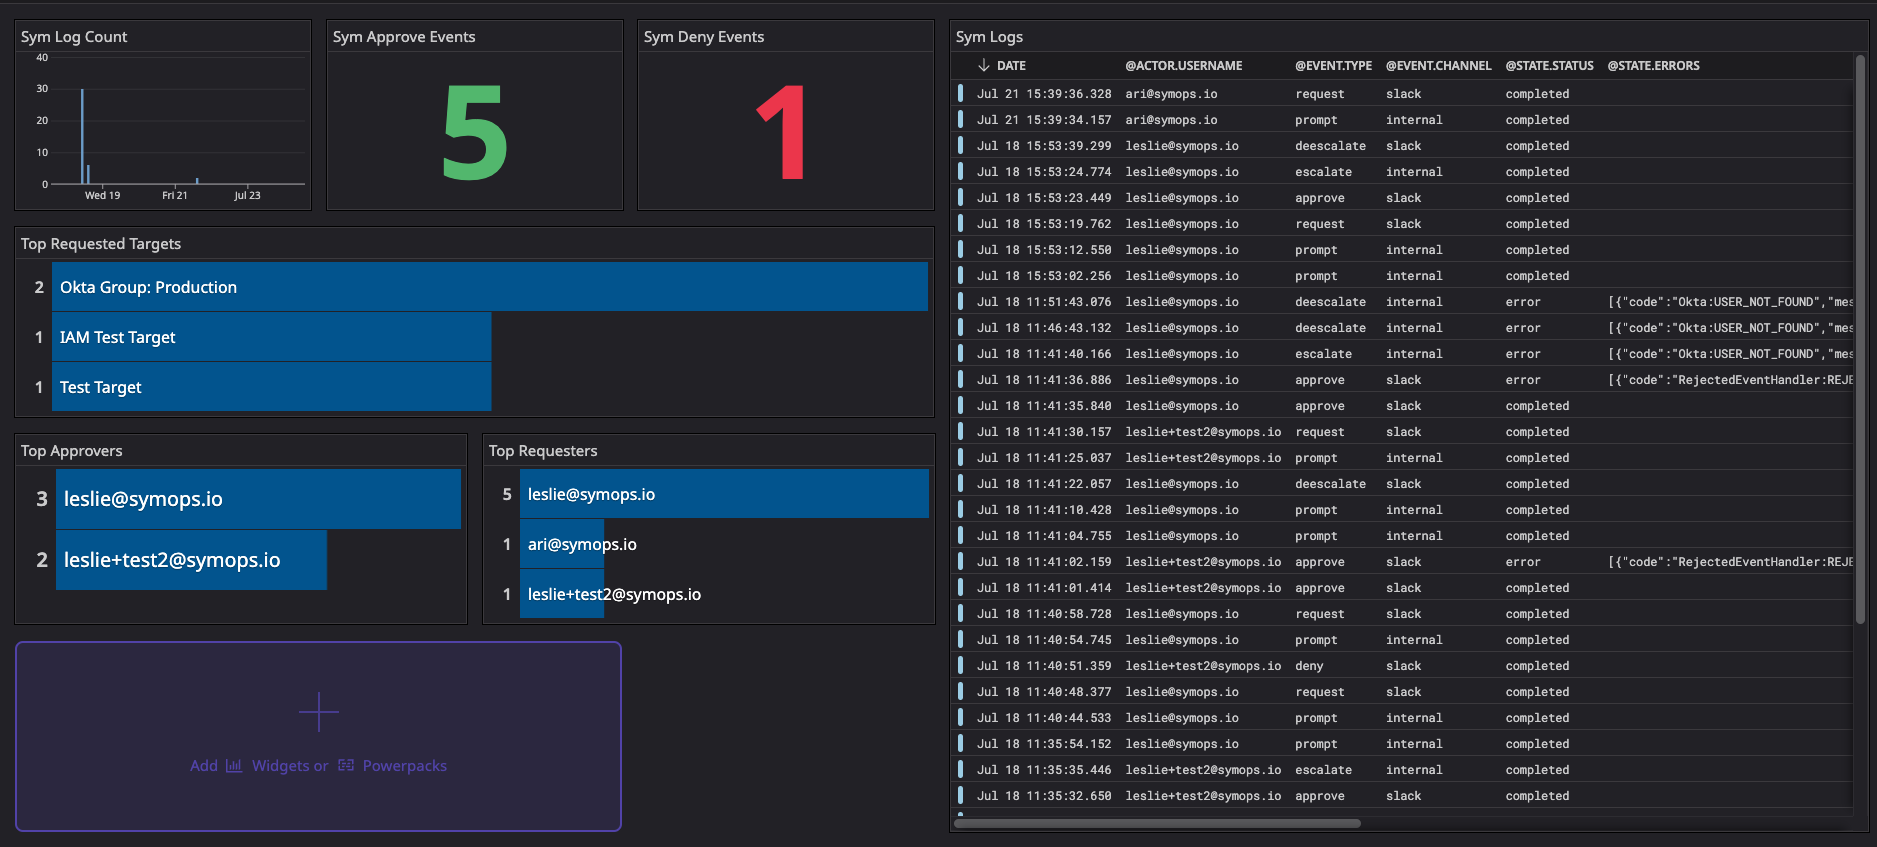 Sym Log Count
40
30
20
10
0
Wed 19 Fri 21 Jul 23
Sym Approve Events
5
Sym Deny Events
1
Top Requested Targets
2 Okta Group: Production
1 IAM Test Target
1 Test Target
Top Approvers
3 leslie@symops.io
2 leslie+test2@symops.io
Top Requesters
5 leslie@symops.io
1 ari@symops.io
1 leslie+test2@symops.io
Add Widgets or Powerpacks
Sym Logs
DATE @ACTOR.USERNAME @EVENT.TYPE @EVENT.CHANNEL @STATE.STATUS @STATE.ERRORS
Jul 21 15:39:36.328 ari@symops.io request slack completed
Jul 21 15:39:34.157 ari@symops.io prompt internal completed
Jul 18 15:53:39.299 leslie@symops.io deescalate slack completed
Jul 18 15:53:24.774 leslie@symops.io escalate internal completed
Jul 18 15:53:23.449 leslie@symops.io approve slack completed
Jul 18 15:53:19.762 leslie@symops.io request slack completed
Jul 18 15:53:12.550 leslie@symops.io prompt internal completed
Jul 18 15:53:02.256 leslie@symops.io prompt internal completed
Jul 18 11:51:43.076 leslie@symops.io deescalate internal error [{"code":"Okta:USER_NOT_FOUND","mes
Jul 18 11:46:43.132 leslie@symops.io deescalate internal error [{"code":"Okta:USER_NOT_FOUND","mes
Jul 18 11:41:40.166 leslie@symops.io escalate internal error [{"code":"Okta:USER_NOT_FOUND","mes
Jul 18 11:41:36.886 leslie@symops.io approve slack error [{"code":"RejectedEventHandler:REJE
Jul 18 11:41:35.840 leslie@symops.io approve slack completed
Jul 18 11:41:30.157 leslie+test2@symops.io request slack completed
Jul 18 11:41:25.037 leslie+test2@symops.io prompt internal completed
Jul 18 11:41:22.057 leslie@symops.io deescalate slack completed
Jul 18 11:41:10.428 leslie@symops.io prompt internal completed
Jul 18 11:41:04.755 leslie@symops.io prompt internal completed
Jul 18 11:41:02.159 leslie+test2@symops.io approve slack error [{"code":"RejectedEventHandler:REJE
Jul 18 11:41:01.414 leslie+test2@symops.io approve slack completed
Jul 18 11:40:58.728 leslie@symops.io request slack completed
Jul 18 11:40:54.745 leslie@symops.io prompt internal completed
Jul 18 11:40:51.359 leslie+test2@symops.io deny slack completed
Jul 18 11:40:48.377 leslie@symops.io request slack completed
Jul 18 11:40:44.533 leslie@symops.io prompt internal completed
Jul 18 11:35:54.152 leslie@symops.io prompt internal completed
Jul 18 11:35:35.446 leslie+test2@symops.io escalate internal completed
Jul 18 11:35:32.650 leslie+test2@symops.io approve slack completed